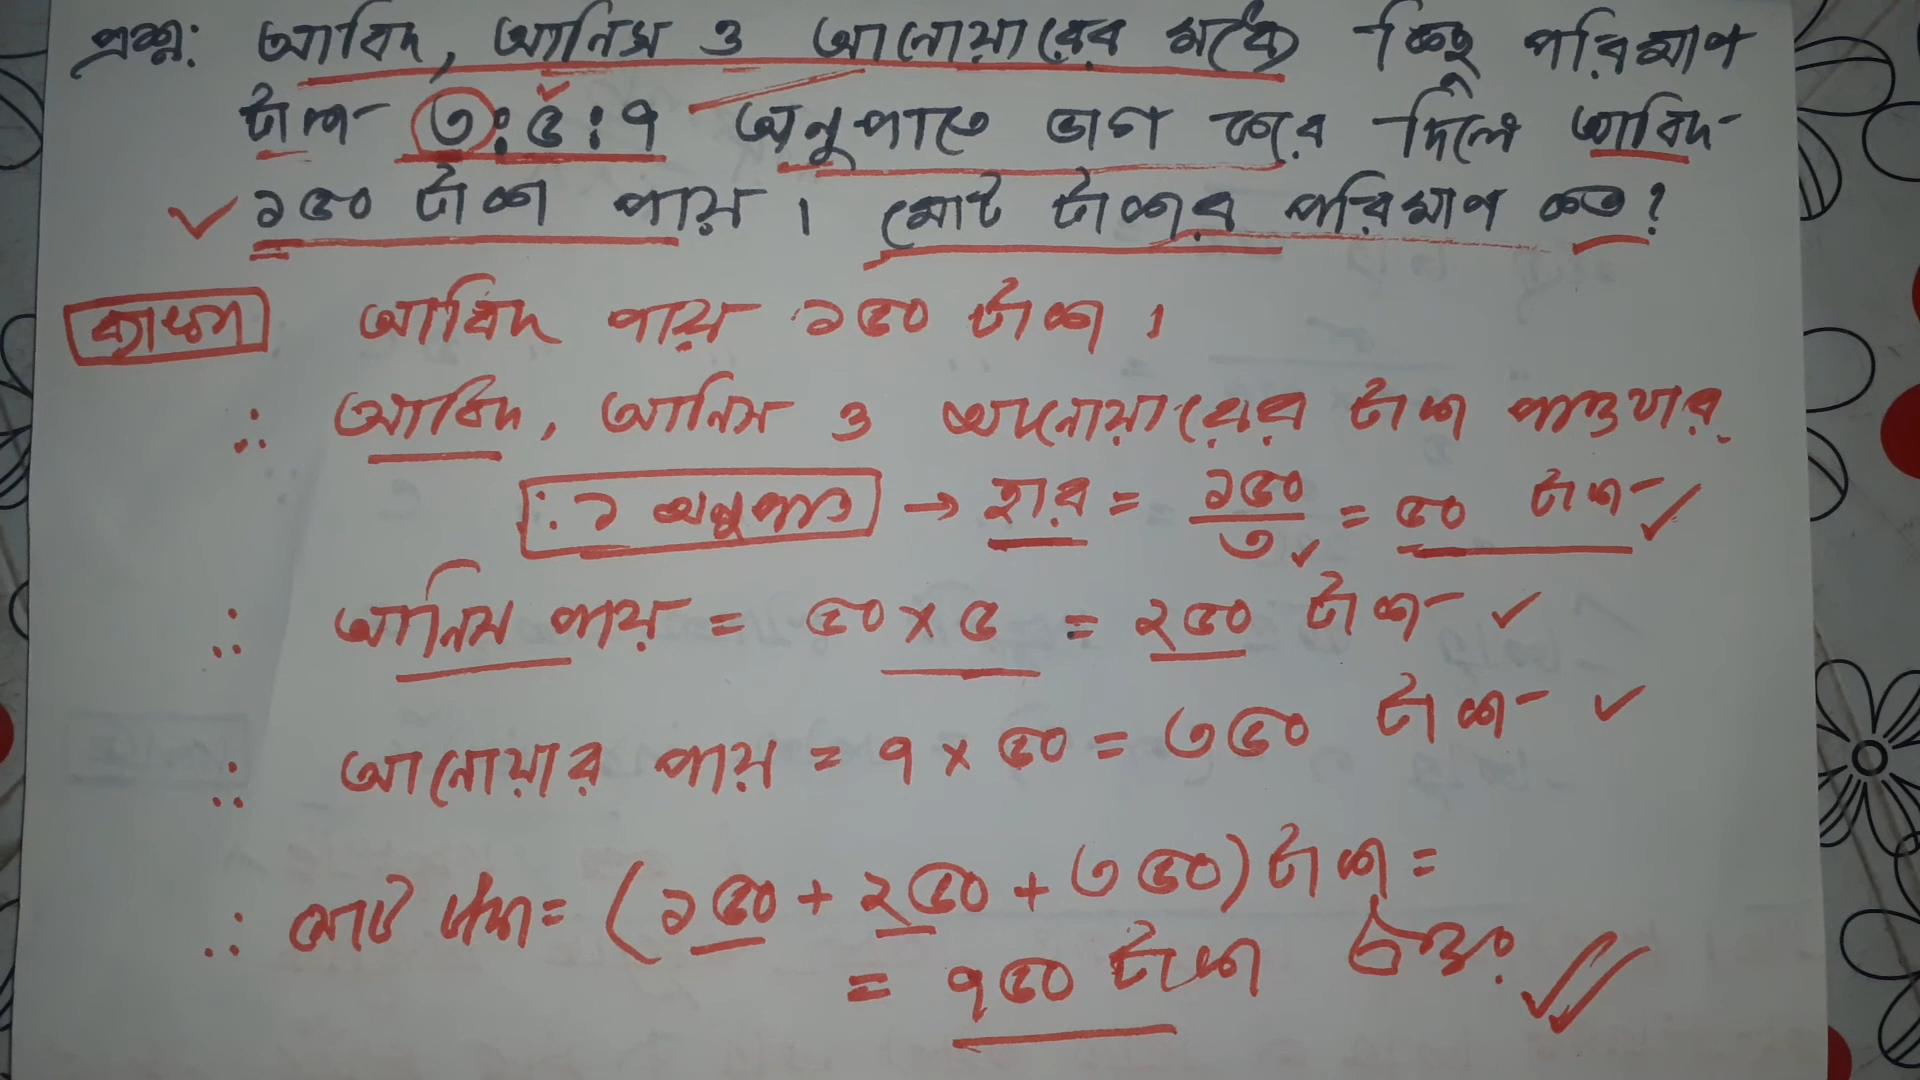 প্রশ্ন: আবিদ, আনিস ও আনোয়ারের মধ্যে কিছু পরিমাণ
টাকা ৩:৫:৭ অনুপাতে ভাগ করে দিলে আবিদ
১৫০ টাকা পায়। মোট টাকার পরিমাণ কত?
ব্যাখ্যা আবিদ পায় ১৫০ টাকা।
∴ আবিদ, আনিস ও আনোয়ারের টাকা পাওয়ার
∴ ১ অনুপাত → হার = ১৫০/৩ = ৫০ টাকা
∴ আনিস পায় = ৫০ × ৫ = ২৫০ টাকা
∴ আনোয়ার পায় = ৭ × ৫০ = ৩৫০ টাকা
∴ মোট টাকা = (১৫০ + ২৫০ + ৩৫০) টাকা =
= ৭৫০ টাকা উত্তর: